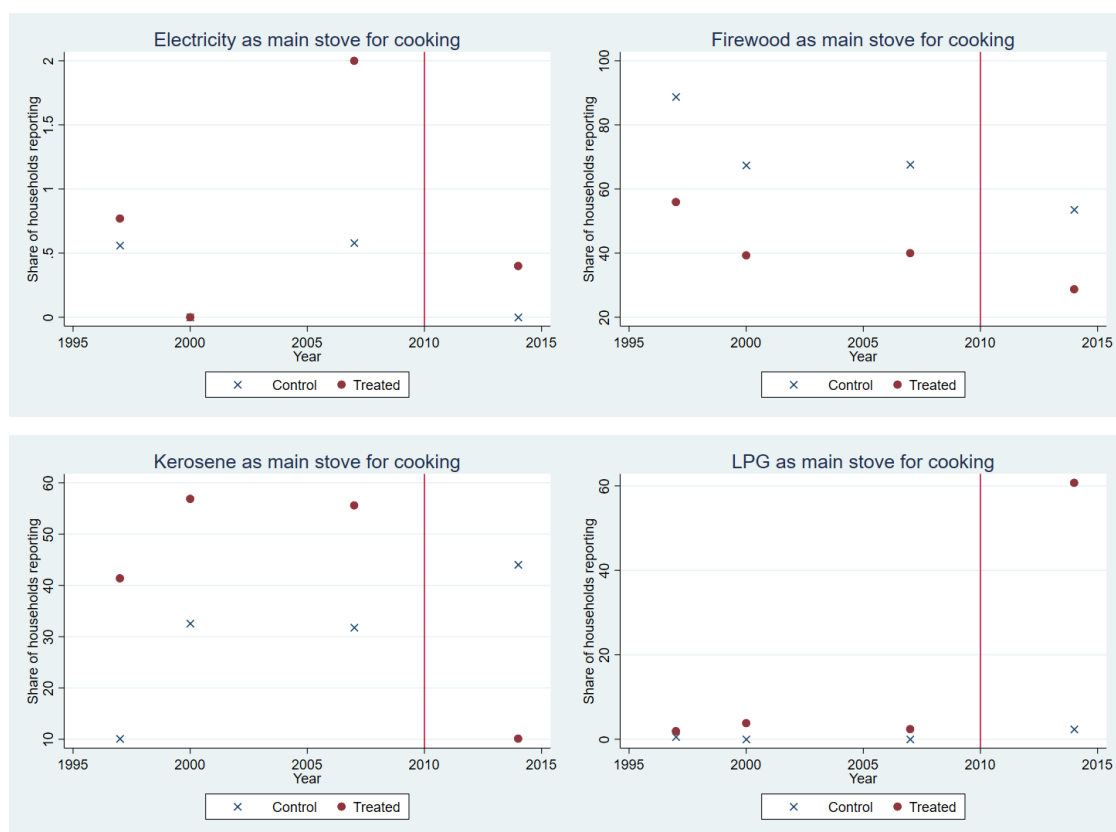 Electricity as main stove for cooking
Share of households reporting
2
1.5
1
.5
0
1995 2000 2005 2010 2015
Year
Control Treated
Firewood as main stove for cooking
Share of households reporting
100
80
60
40
20
1995 2000 2005 2010 2015
Year
Control Treated
Kerosene as main stove for cooking
Share of households reporting
60
50
40
30
20
10
1995 2000 2005 2010 2015
Year
Control Treated
LPG as main stove for cooking
Share of households reporting
60
40
20
0
1995 2000 2005 2010 2015
Year
Control Treated